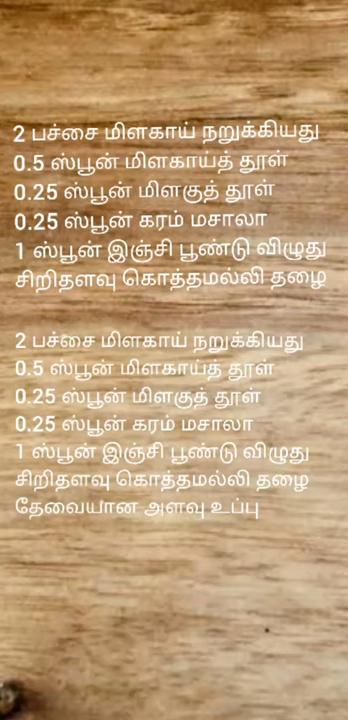 2 பச்சை மிளகாய் நறுக்கியது
0.5 ஸ்பூன் மிளகாய்த் தூள்
0.25 ஸ்பூன் மிளகுத் தூள்
0.25 ஸ்பூன் கரம் மசாலா
1 ஸ்பூன் இஞ்சி பூண்டு விழுது
சிறிதளவு கொத்தமல்லி தழை
2 பச்சை மிளகாய் நறுக்கியது
0.5 ஸ்பூன் மிளகாய்த் தூள்
0.25 ஸ்பூன் மிளகுத் தூள்
0.25 ஸ்பூன் கரம் மசாலா
1 ஸ்பூன் இஞ்சி பூண்டு விழுது
சிறிதளவு கொத்தமல்லி தழை
தேவையான அளவு உப்பு